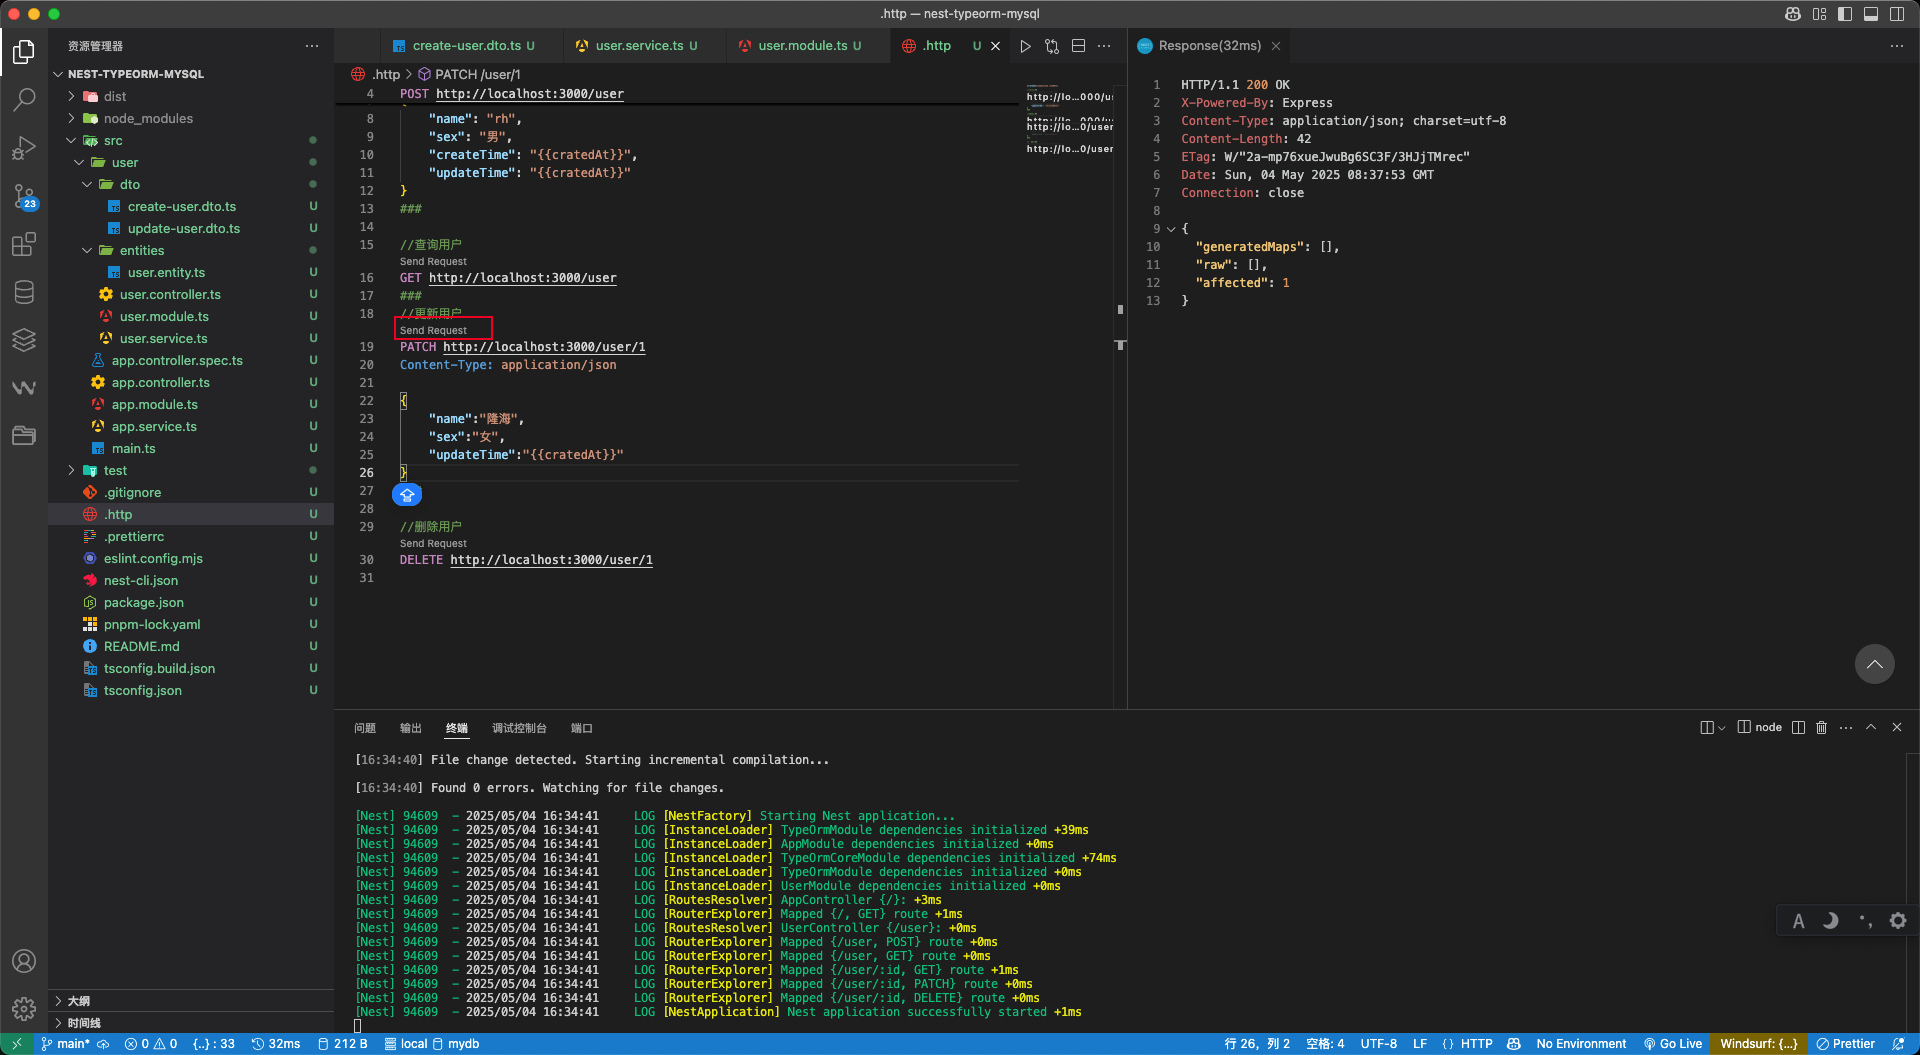 .http — nest-typeorm-mysql
资源管理器
NEST-TYPEORM-MYSQL
dist
node_modules
src
user
dto
create-user.dto.ts U
update-user.dto.ts U
entities
user.entity.ts U
user.controller.ts U
user.module.ts U
user.service.ts U
app.controller.spec.ts U
app.controller.ts U
app.module.ts U
app.service.ts U
main.ts U
test
.gitignore U
.http U
.prettierrc U
eslint.config.mjs U
nest-cli.json U
package.json U
pnpm-lock.yaml U
README.md U
tsconfig.build.json U
tsconfig.json U
大纲
时间线
23
create-user.dto.ts U
user.service.ts U
user.module.ts U
.http U
.http > PATCH /user/1
4 POST http://localhost:3000/user
8 "name": "rh",
9 "sex": "男",
10 "createTime": "{{cratedAt}}",
11 "updateTime": "{{cratedAt}}"
12 }
13 ###
14
15 //查询用户
Send Request
16 GET http://localhost:3000/user
17 ###
18 //更新用户
Send Request
19 PATCH http://localhost:3000/user/1
20 Content-Type: application/json
21
22 {
23 "name":"隆海",
24 "sex":"女",
25 "updateTime":"{{cratedAt}}"
26 }
27
28
29 //删除用户
Send Request
30 DELETE http://localhost:3000/user/1
31
http://lo…000/us
http://lo…0/user
http://lo…0/user
Response(32ms)
1 HTTP/1.1 200 OK
2 X-Powered-By: Express
3 Content-Type: application/json; charset=utf-8
4 Content-Length: 42
5 ETag: W/"2a-mp76xueJwuBg6SC3F/3HJjTMrec"
6 Date: Sun, 04 May 2025 08:37:53 GMT
7 Connection: close
8
9 {
10 "generatedMaps": [],
11 "raw": [],
12 "affected": 1
13 }
问题 输出 终端 调试控制台 端口
node
[16:34:40] File change detected. Starting incremental compilation...
[16:34:40] Found 0 errors. Watching for file changes.
[Nest] 94609 - 2025/05/04 16:34:41 LOG [NestFactory] Starting Nest application...
[Nest] 94609 - 2025/05/04 16:34:41 LOG [InstanceLoader] TypeOrmModule dependencies initialized +39ms
[Nest] 94609 - 2025/05/04 16:34:41 LOG [InstanceLoader] AppModule dependencies initialized +0ms
[Nest] 94609 - 2025/05/04 16:34:41 LOG [InstanceLoader] TypeOrmCoreModule dependencies initialized +74ms
[Nest] 94609 - 2025/05/04 16:34:41 LOG [InstanceLoader] TypeOrmModule dependencies initialized +0ms
[Nest] 94609 - 2025/05/04 16:34:41 LOG [InstanceLoader] UserModule dependencies initialized +0ms
[Nest] 94609 - 2025/05/04 16:34:41 LOG [RoutesResolver] AppController {/}: +3ms
[Nest] 94609 - 2025/05/04 16:34:41 LOG [RouterExplorer] Mapped {/, GET} route +1ms
[Nest] 94609 - 2025/05/04 16:34:41 LOG [RoutesResolver] UserController {/user}: +0ms
[Nest] 94609 - 2025/05/04 16:34:41 LOG [RouterExplorer] Mapped {/user, POST} route +0ms
[Nest] 94609 - 2025/05/04 16:34:41 LOG [RouterExplorer] Mapped {/user, GET} route +0ms
[Nest] 94609 - 2025/05/04 16:34:41 LOG [RouterExplorer] Mapped {/user/:id, GET} route +1ms
[Nest] 94609 - 2025/05/04 16:34:41 LOG [RouterExplorer] Mapped {/user/:id, PATCH} route +0ms
[Nest] 94609 - 2025/05/04 16:34:41 LOG [RouterExplorer] Mapped {/user/:id, DELETE} route +0ms
[Nest] 94609 - 2025/05/04 16:34:41 LOG [NestApplication] Nest application successfully started +1ms
A
main* 0 0 {..} : 33 32ms 212 B local mydb 行 26，列 2 空格: 4 UTF-8 LF {} HTTP No Environment Go Live Windsurf: {...} Prettier